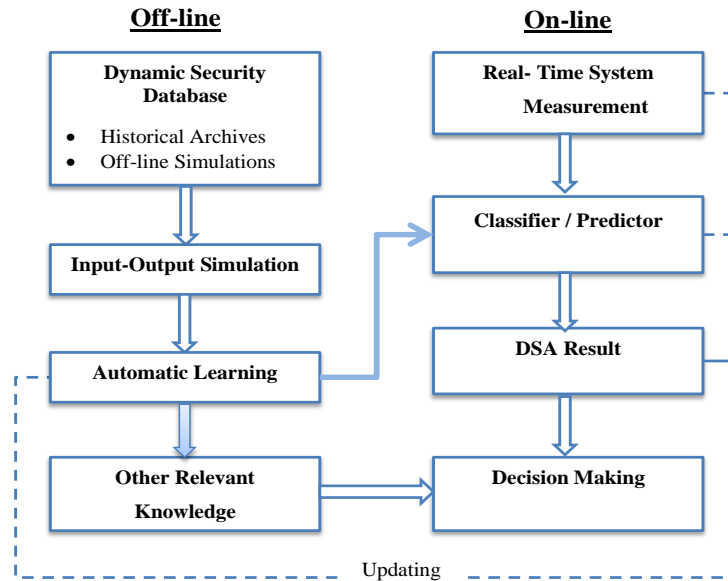 Off-line
Dynamic Security
Database
• Historical Archives
• Off-line Simulations
Input-Output Simulation
Automatic Learning
Other Relevant
Knowledge
On-line
Real- Time System
Measurement
Classifier / Predictor
DSA Result
Decision Making
Updating